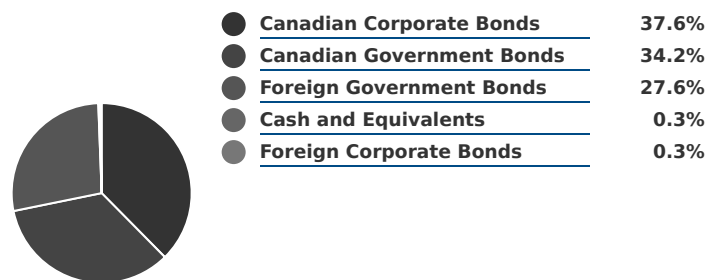 Canadian Corporate Bonds 37.6%
Canadian Government Bonds 34.2%
Foreign Government Bonds 27.6%
Cash and Equivalents 0.3%
Foreign Corporate Bonds 0.3%